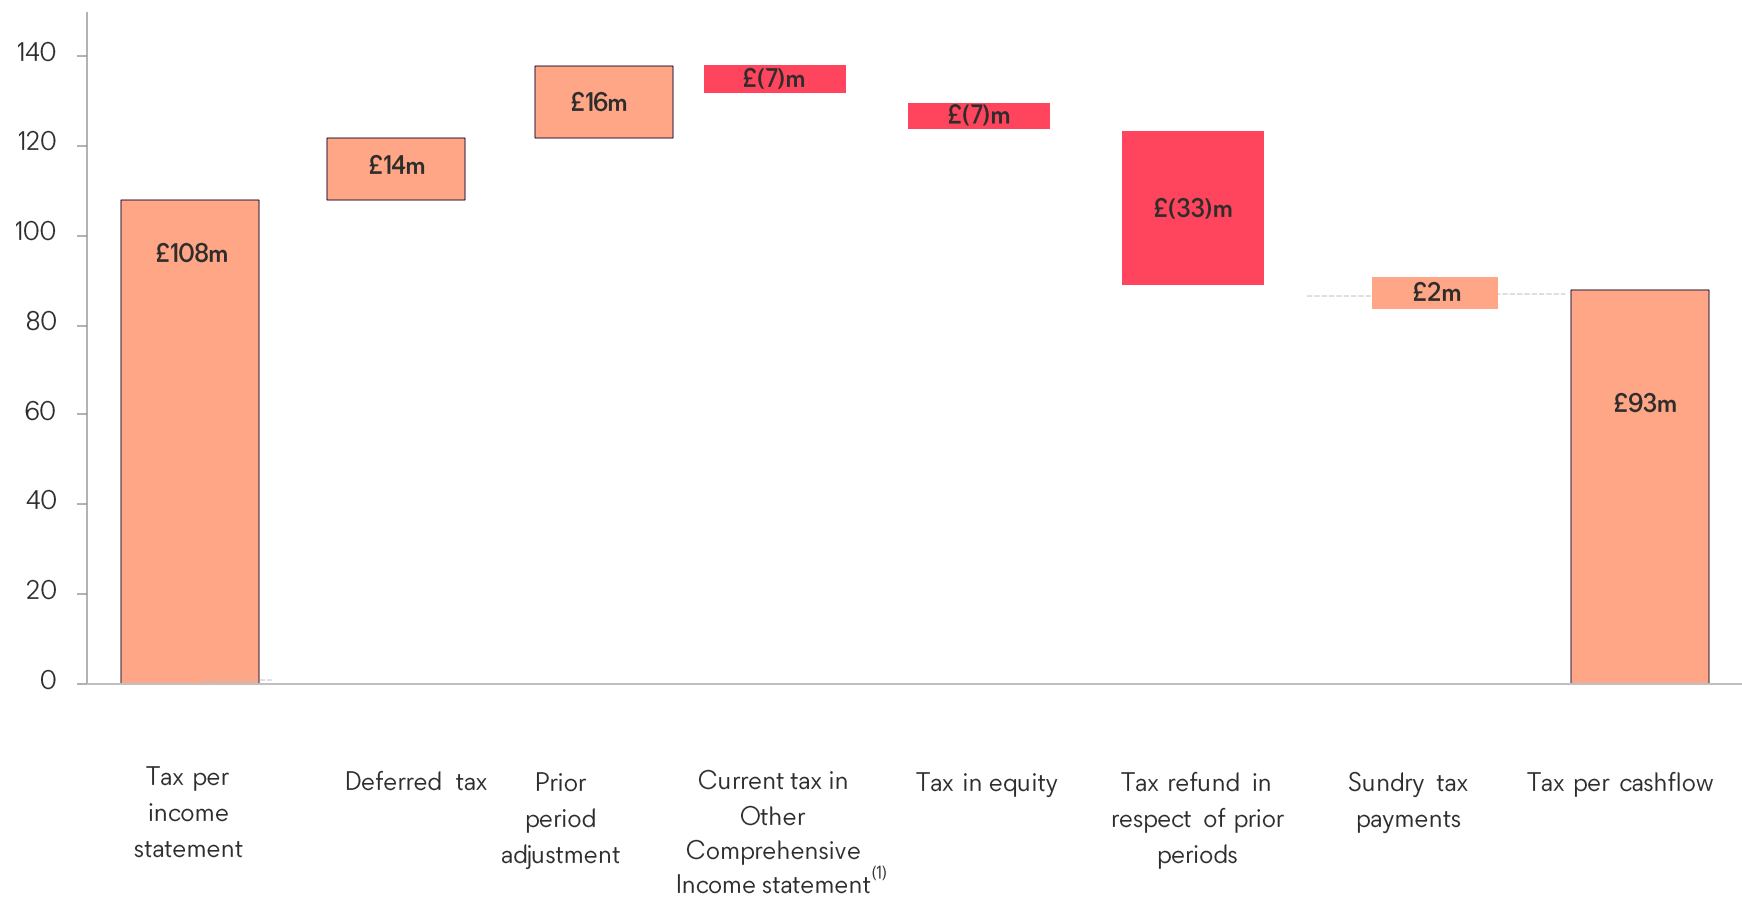 140
120
100
80
60
40
20
0
£108m
£14m
£16m
£(7)m
£(7)m
£(33)m
£2m
£93m
Tax per
income
statement
Deferred tax
Prior
period
adjustment
Current tax in
Other
Comprehensive
Income statement(1)
Tax in equity
Tax refund in
respect of prior
periods
Sundry tax
payments
Tax per cashflow